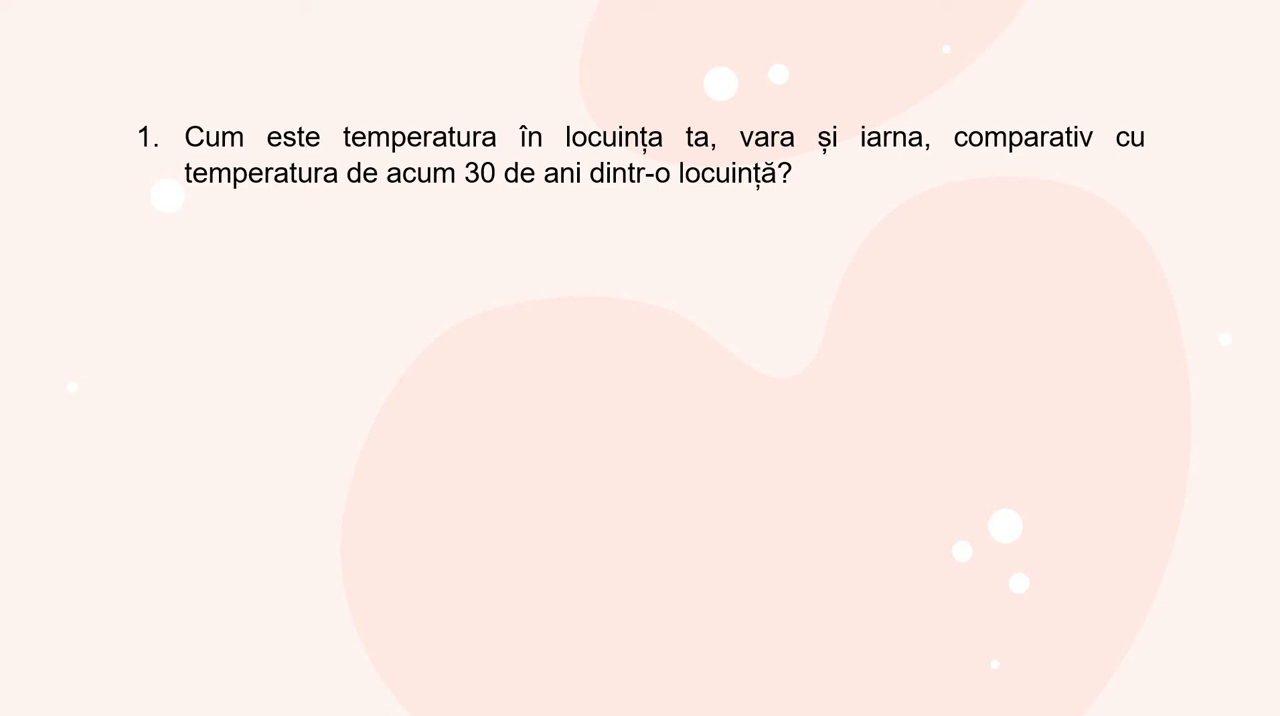 1. Cum este temperatura în locuința ta, vara și iarna, comparativ cu
temperatura de acum 30 de ani dintr-o locuință?